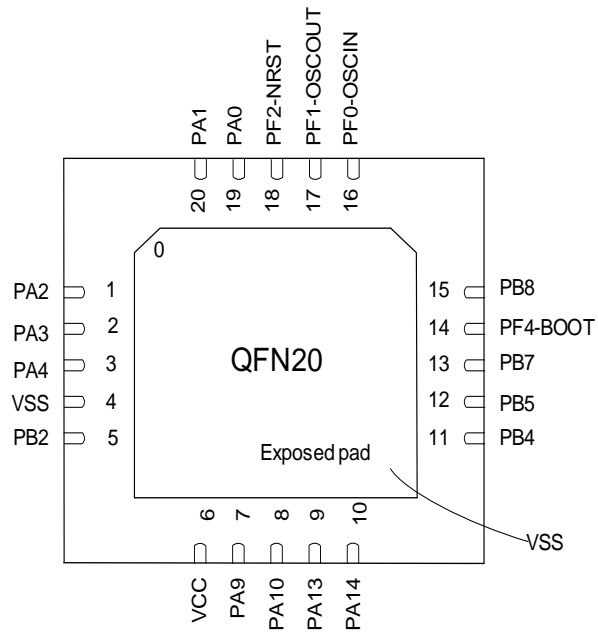 PA1
PA0
PF2-NRST
PF1-OSCOUT
PF0-OSCIN
20
19
18
17
16
0
PA2 1
15 PB8
PA3 2
14 PF4-BOOT
PA4 3
QFN20
13 PB7
VSS 4
12 PB5
PB2 5
11 PB4
Exposed pad
6
7
8
9
10
VSS
VCC
PA9
PA10
PA13
PA14